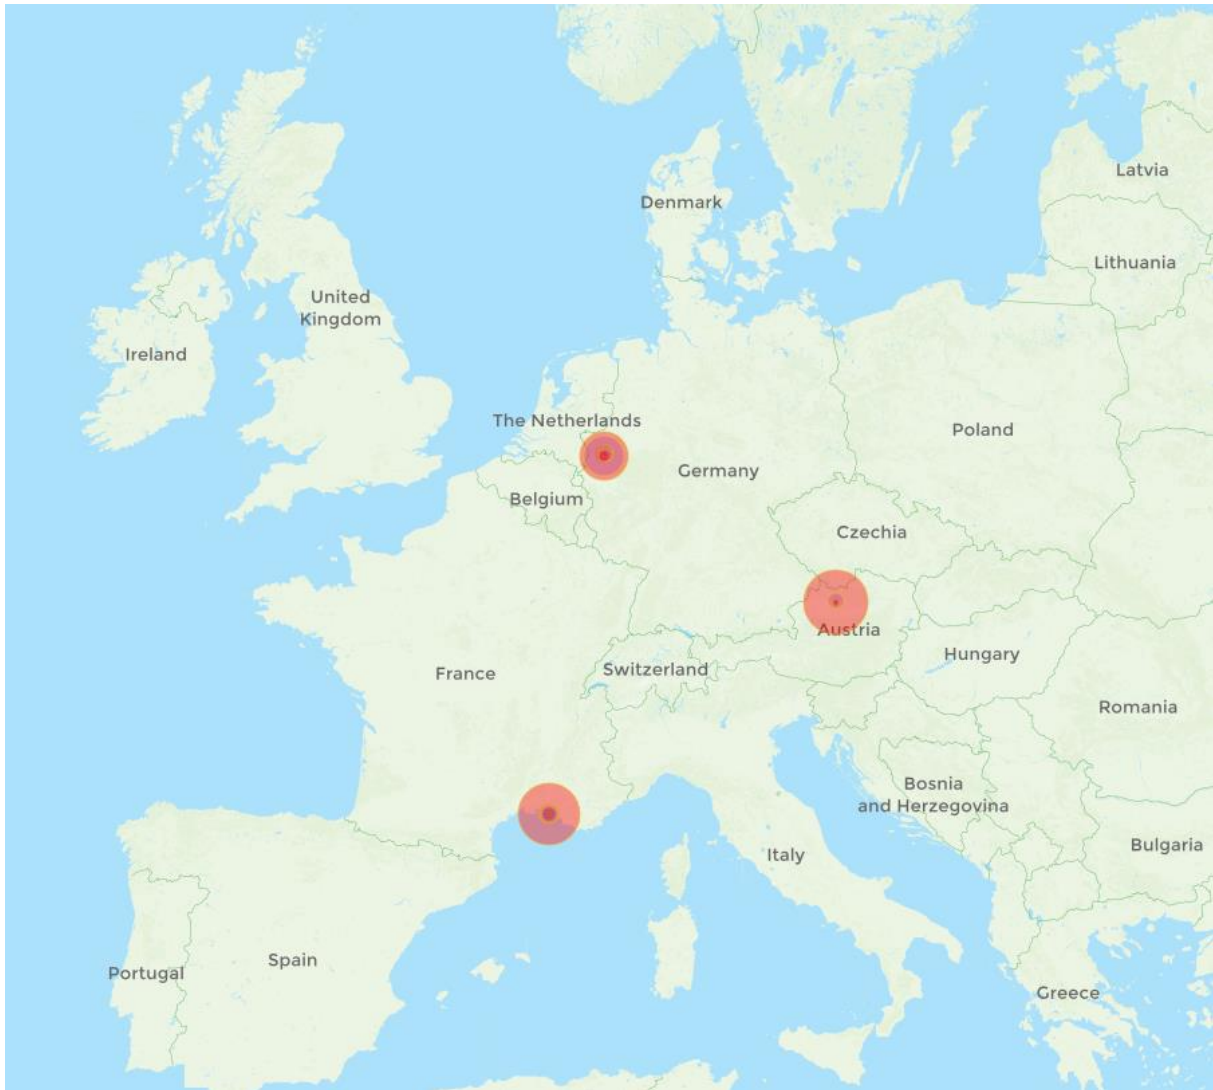 Latvia
Denmark
Lithuania
United
Kingdom
Ireland
The Netherlands
Poland
Germany
Belgium
Czechia
Austria
Hungary
Switzerland
France
Romania
Bosnia
and Herzegovina
Bulgaria
Italy
Spain
Portugal
Greece